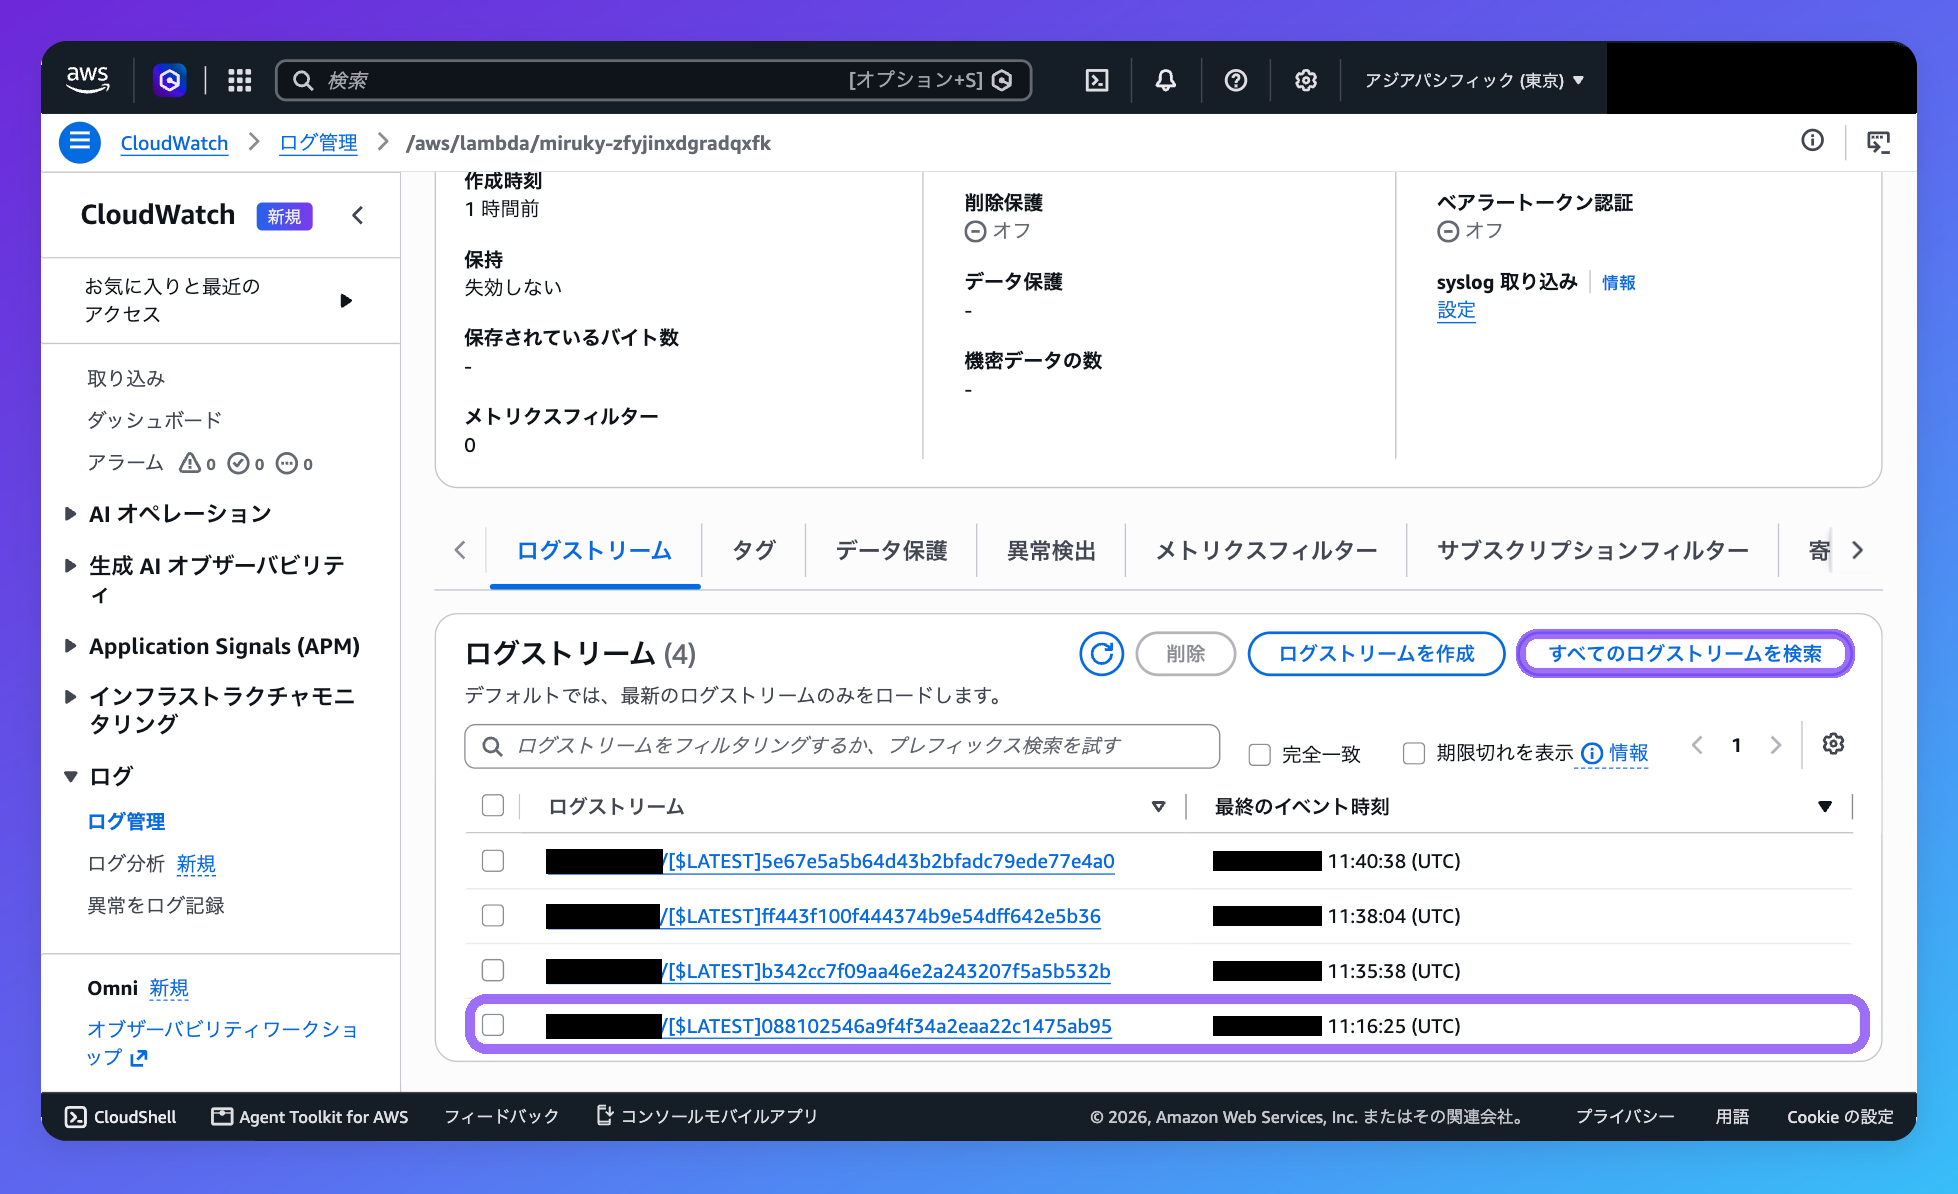 aws
検索
[オプション+S]
アジアパシフィック (東京)
CloudWatch
ログ管理
/aws/lambda/miruky-zfyjinxdgradqxfk
CloudWatch 新規
お気に入りと最近の
アクセス
取り込み
ダッシュボード
アラーム 0 0 0
AI オペレーション
生成 AI オブザーバビリテ
ィ
Application Signals (APM)
インフラストラクチャモニ
タリング
ログ
ログ管理
ログ分析 新規
異常をログ記録
Omni 新規
オブザーバビリティワークショ
ップ
作成時刻
1 時間前
保持
失効しない
保存されているバイト数
-
メトリクスフィルター
0
削除保護
オフ
データ保護
-
機密データの数
-
ベアラートークン認証
オフ
syslog 取り込み 情報
設定
ログストリーム
タグ
データ保護
異常検出
メトリクスフィルター
サブスクリプションフィルター
寄
ログストリーム (4)
削除
ログストリームを作成
すべてのログストリームを検索
デフォルトでは、最新のログストリームのみをロードします。
ログストリームをフィルタリングするか、プレフィックス検索を試す
完全一致
期限切れを表示
情報
1
ログストリーム
最終のイベント時刻
/[$LATEST]5e67e5a5b64d43b2bfadc79ede77e4a0 11:40:38 (UTC)
/[$LATEST]ff443f100f444374b9e54dff642e5b36 11:38:04 (UTC)
/[$LATEST]b342cc7f09aa46e2a243207f5a5b532b 11:35:38 (UTC)
/[$LATEST]088102546a9f4f34a2eaa22c1475ab95 11:16:25 (UTC)
CloudShell
Agent Toolkit for AWS
フィードバック
コンソールモバイルアプリ
© 2026, Amazon Web Services, Inc. またはその関連会社。
プライバシー
用語
Cookie の設定